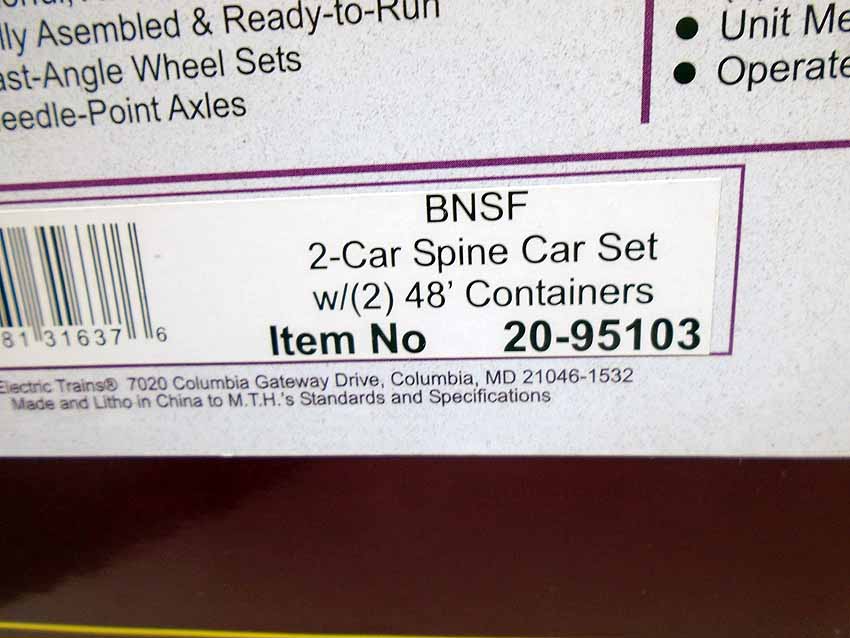 lly Asembled & Ready-to-Run
ast-Angle Wheel Sets
eedle-Point Axles
Unit Me
Operate
BNSF
2-Car Spine Car Set
w/(2) 48' Containers
Item No 20-95103
81 31637 6
Electric Trains® 7020 Columbia Gateway Drive, Columbia, MD 21046-1532
Made and Litho in China to M.T.H.'s Standards and Specifications